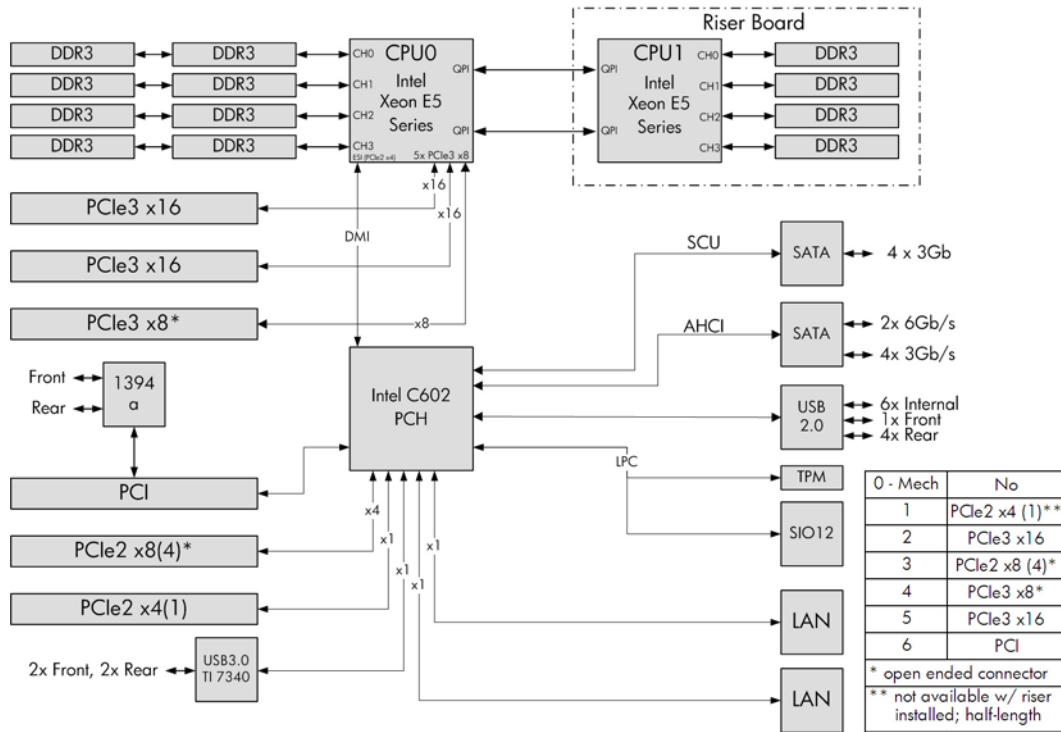 Riser Board
DDR3 DDR3 CH0 CPU0 CPU1 CH0 DDR3
DDR3 DDR3 CH1 Intel QPI QPI Intel CH1 DDR3
DDR3 DDR3 CH2 Xeon E5 Xeon E5 CH2 DDR3
DDR3 DDR3 CH3 Series QPI QPI Series CH3 DDR3
ESI (PCIe2 x4) 5x PCIe3 x8
PCIe3 x16 x16
x16
DMI
PCIe3 x16
SCU SATA 4 x 3Gb
PCIe3 x8* x8
AHCI SATA 2x 6Gb/s
4x 3Gb/s
Front 1394
Rear a
Intel C602
PCH
USB 6x Internal
2.0 1x Front
4x Rear
LPC
TPM
PCI
SIO12
x4
x1
x1
x1
x1
PCIe2 x8(4)*
PCIe2 x4(1)
LAN
2x Front, 2x Rear USB3.0
TI 7340
LAN
0 - Mech No
1 PCIe2 x4 (1)**
2 PCIe3 x16
3 PCIe2 x8 (4)*
4 PCIe3 x8*
5 PCIe3 x16
6 PCI
* open ended connector
** not available w/ riser
installed; half-length